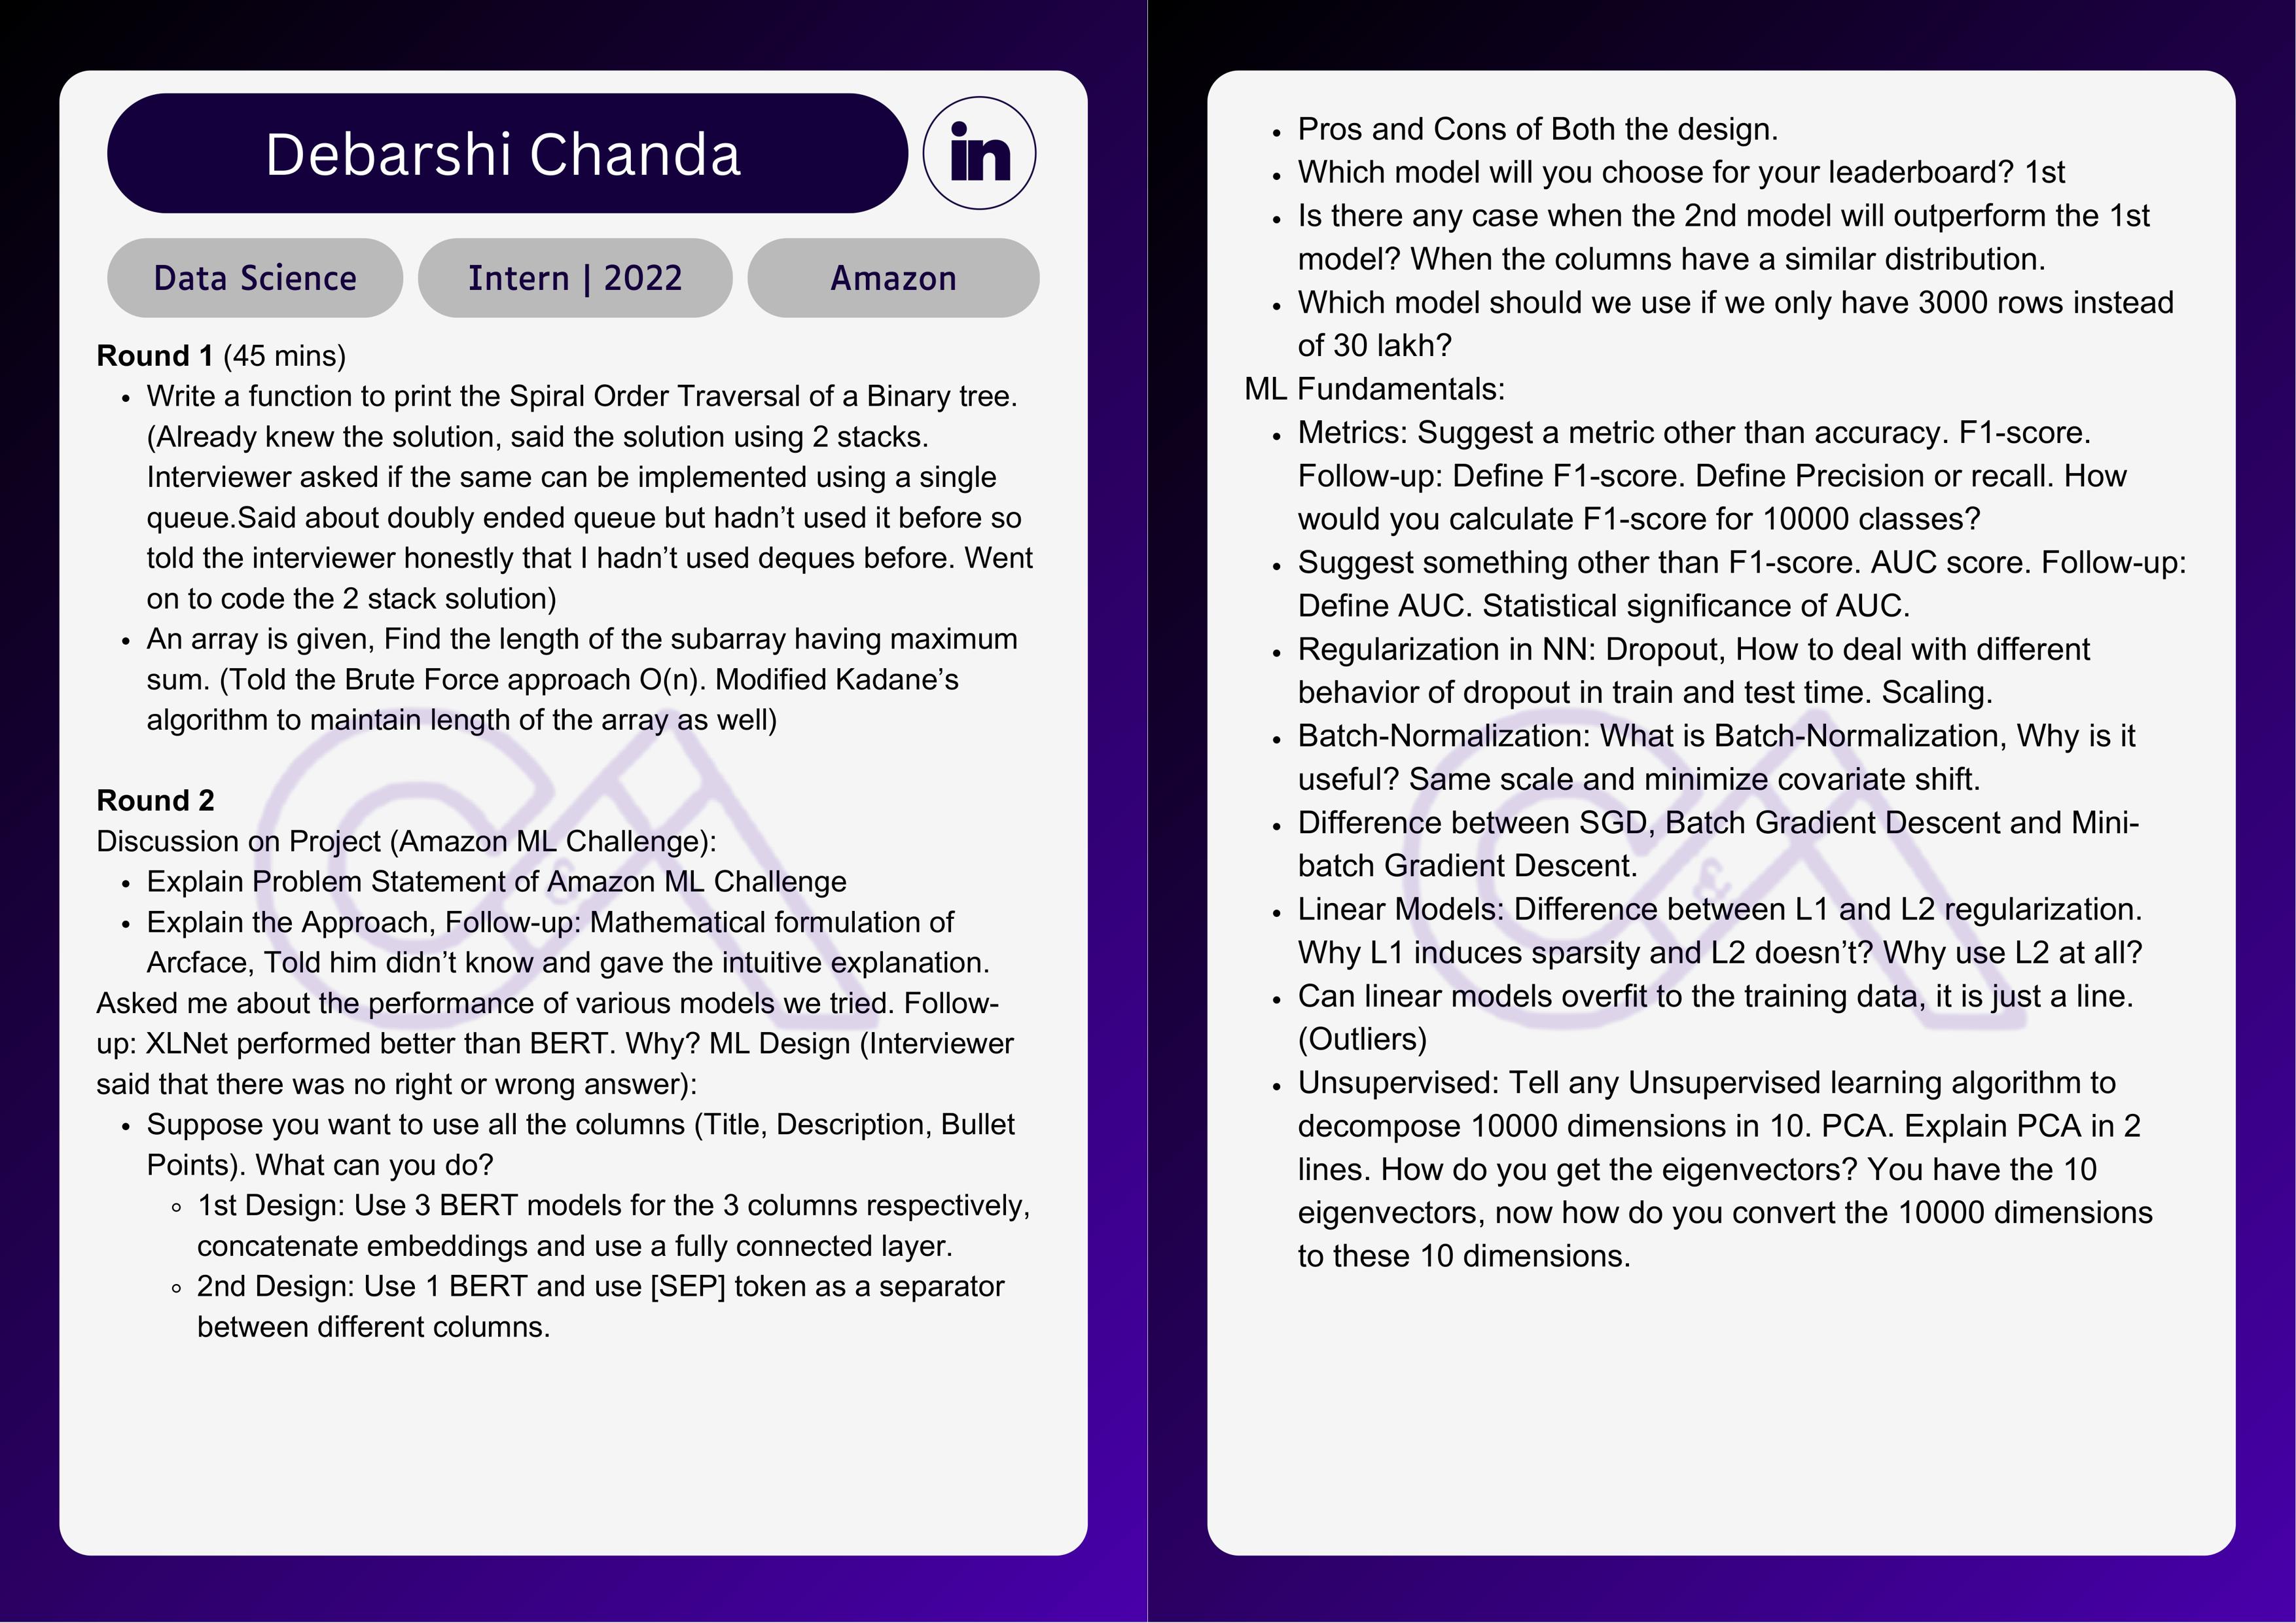 Debarshi Chanda
in
Data Science
Intern | 2022
Amazon
Round 1 (45 mins)
• Write a function to print the Spiral Order Traversal of a Binary tree.
(Already knew the solution, said the solution using 2 stacks.
Interviewer asked if the same can be implemented using a single
queue.Said about doubly ended queue but hadn’t used it before so
told the interviewer honestly that I hadn’t used deques before. Went
on to code the 2 stack solution)
• An array is given, Find the length of the subarray having maximum
sum. (Told the Brute Force approach O(n). Modified Kadane’s
algorithm to maintain length of the array as well)
Round 2
Discussion on Project (Amazon ML Challenge):
• Explain Problem Statement of Amazon ML Challenge
• Explain the Approach, Follow-up: Mathematical formulation of
Arcface, Told him didn’t know and gave the intuitive explanation.
Asked me about the performance of various models we tried. Follow-
up: XLNet performed better than BERT. Why? ML Design (Interviewer
said that there was no right or wrong answer):
• Suppose you want to use all the columns (Title, Description, Bullet
Points). What can you do?
◦ 1st Design: Use 3 BERT models for the 3 columns respectively,
concatenate embeddings and use a fully connected layer.
◦ 2nd Design: Use 1 BERT and use [SEP] token as a separator
between different columns.
• Pros and Cons of Both the design.
• Which model will you choose for your leaderboard? 1st
• Is there any case when the 2nd model will outperform the 1st
model? When the columns have a similar distribution.
• Which model should we use if we only have 3000 rows instead
of 30 lakh?
ML Fundamentals:
• Metrics: Suggest a metric other than accuracy. F1-score.
Follow-up: Define F1-score. Define Precision or recall. How
would you calculate F1-score for 10000 classes?
• Suggest something other than F1-score. AUC score. Follow-up:
Define AUC. Statistical significance of AUC.
• Regularization in NN: Dropout, How to deal with different
behavior of dropout in train and test time. Scaling.
• Batch-Normalization: What is Batch-Normalization, Why is it
useful? Same scale and minimize covariate shift.
• Difference between SGD, Batch Gradient Descent and Mini-
batch Gradient Descent.
• Linear Models: Difference between L1 and L2 regularization.
Why L1 induces sparsity and L2 doesn’t? Why use L2 at all?
• Can linear models overfit to the training data, it is just a line.
(Outliers)
• Unsupervised: Tell any Unsupervised learning algorithm to
decompose 10000 dimensions in 10. PCA. Explain PCA in 2
lines. How do you get the eigenvectors? You have the 10
eigenvectors, now how do you convert the 10000 dimensions
to these 10 dimensions.